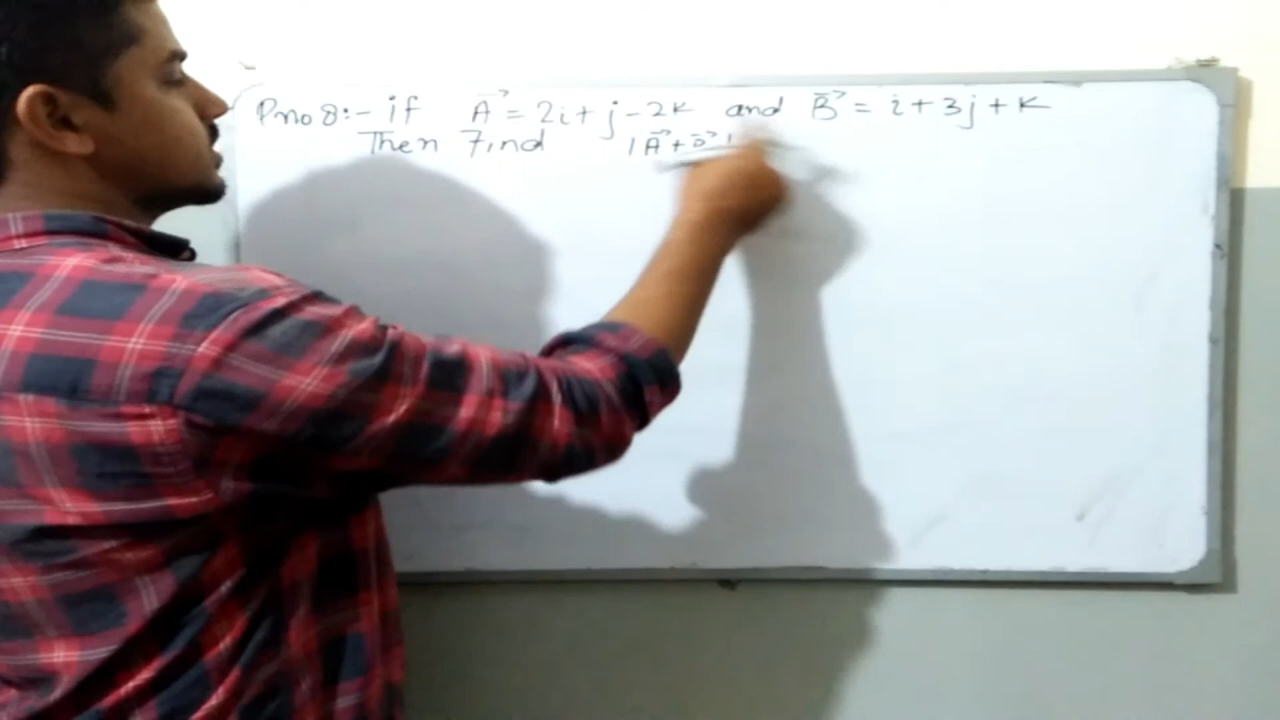 P no 8:- if A⃗ = 2i + j - 2k and B⃗ = i + 3j + k
Then Find |A⃗ + B⃗|